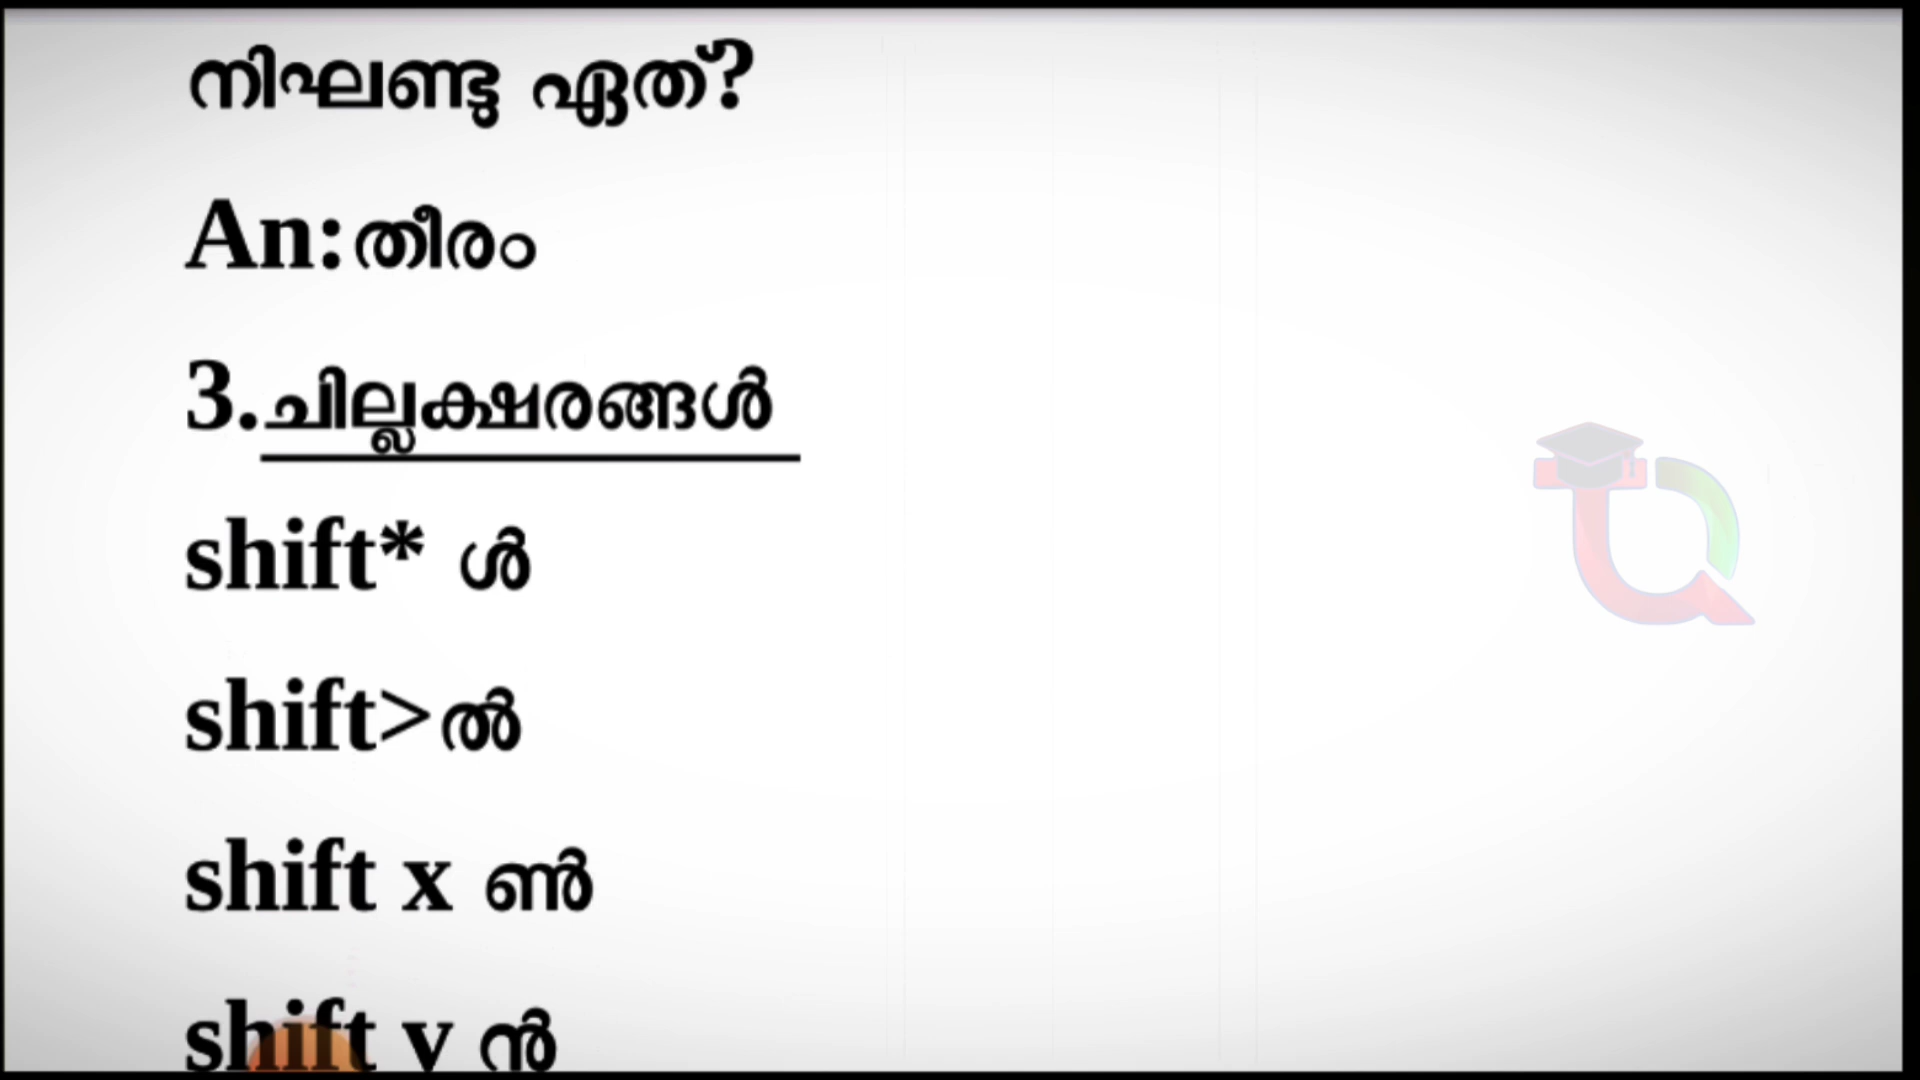 നിഘണ്ടു ഏത്?
An:തീരം
3.ചില്ലക്ഷരങ്ങൾ
shift* ൾ
shift>ൽ
shift x ൺ
shift v ൻ